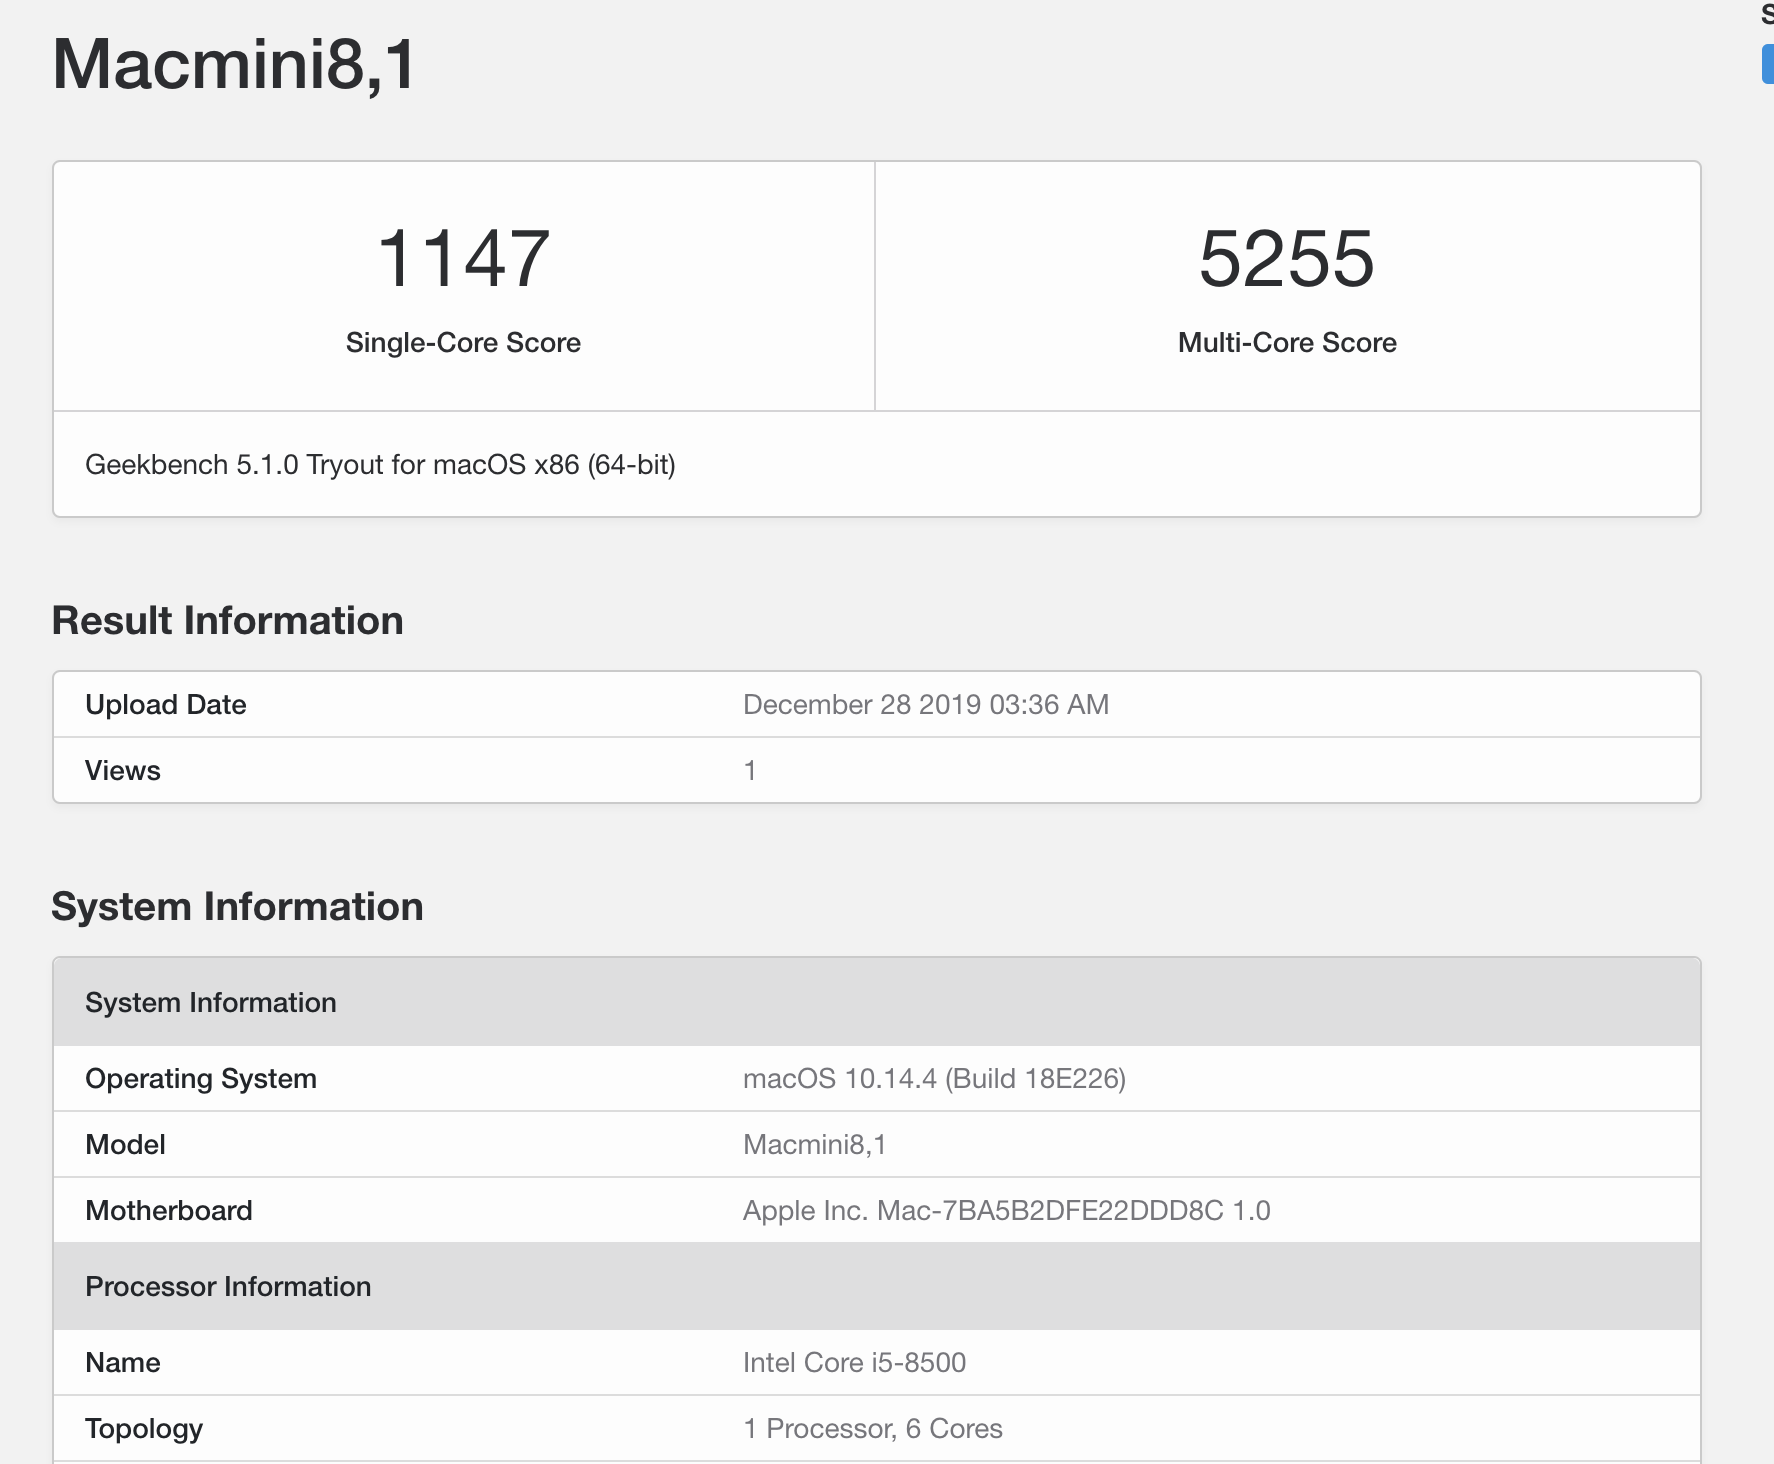 Macmini8,1
1147
Single-Core Score
5255
Multi-Core Score
Geekbench 5.1.0 Tryout for macOS x86 (64-bit)
Result Information
Upload Date December 28 2019 03:36 AM
Views 1
System Information
System Information
Operating System macOS 10.14.4 (Build 18E226)
Model Macmini8,1
Motherboard Apple Inc. Mac-7BA5B2DFE22DDD8C 1.0
Processor Information
Name Intel Core i5-8500
Topology 1 Processor, 6 Cores